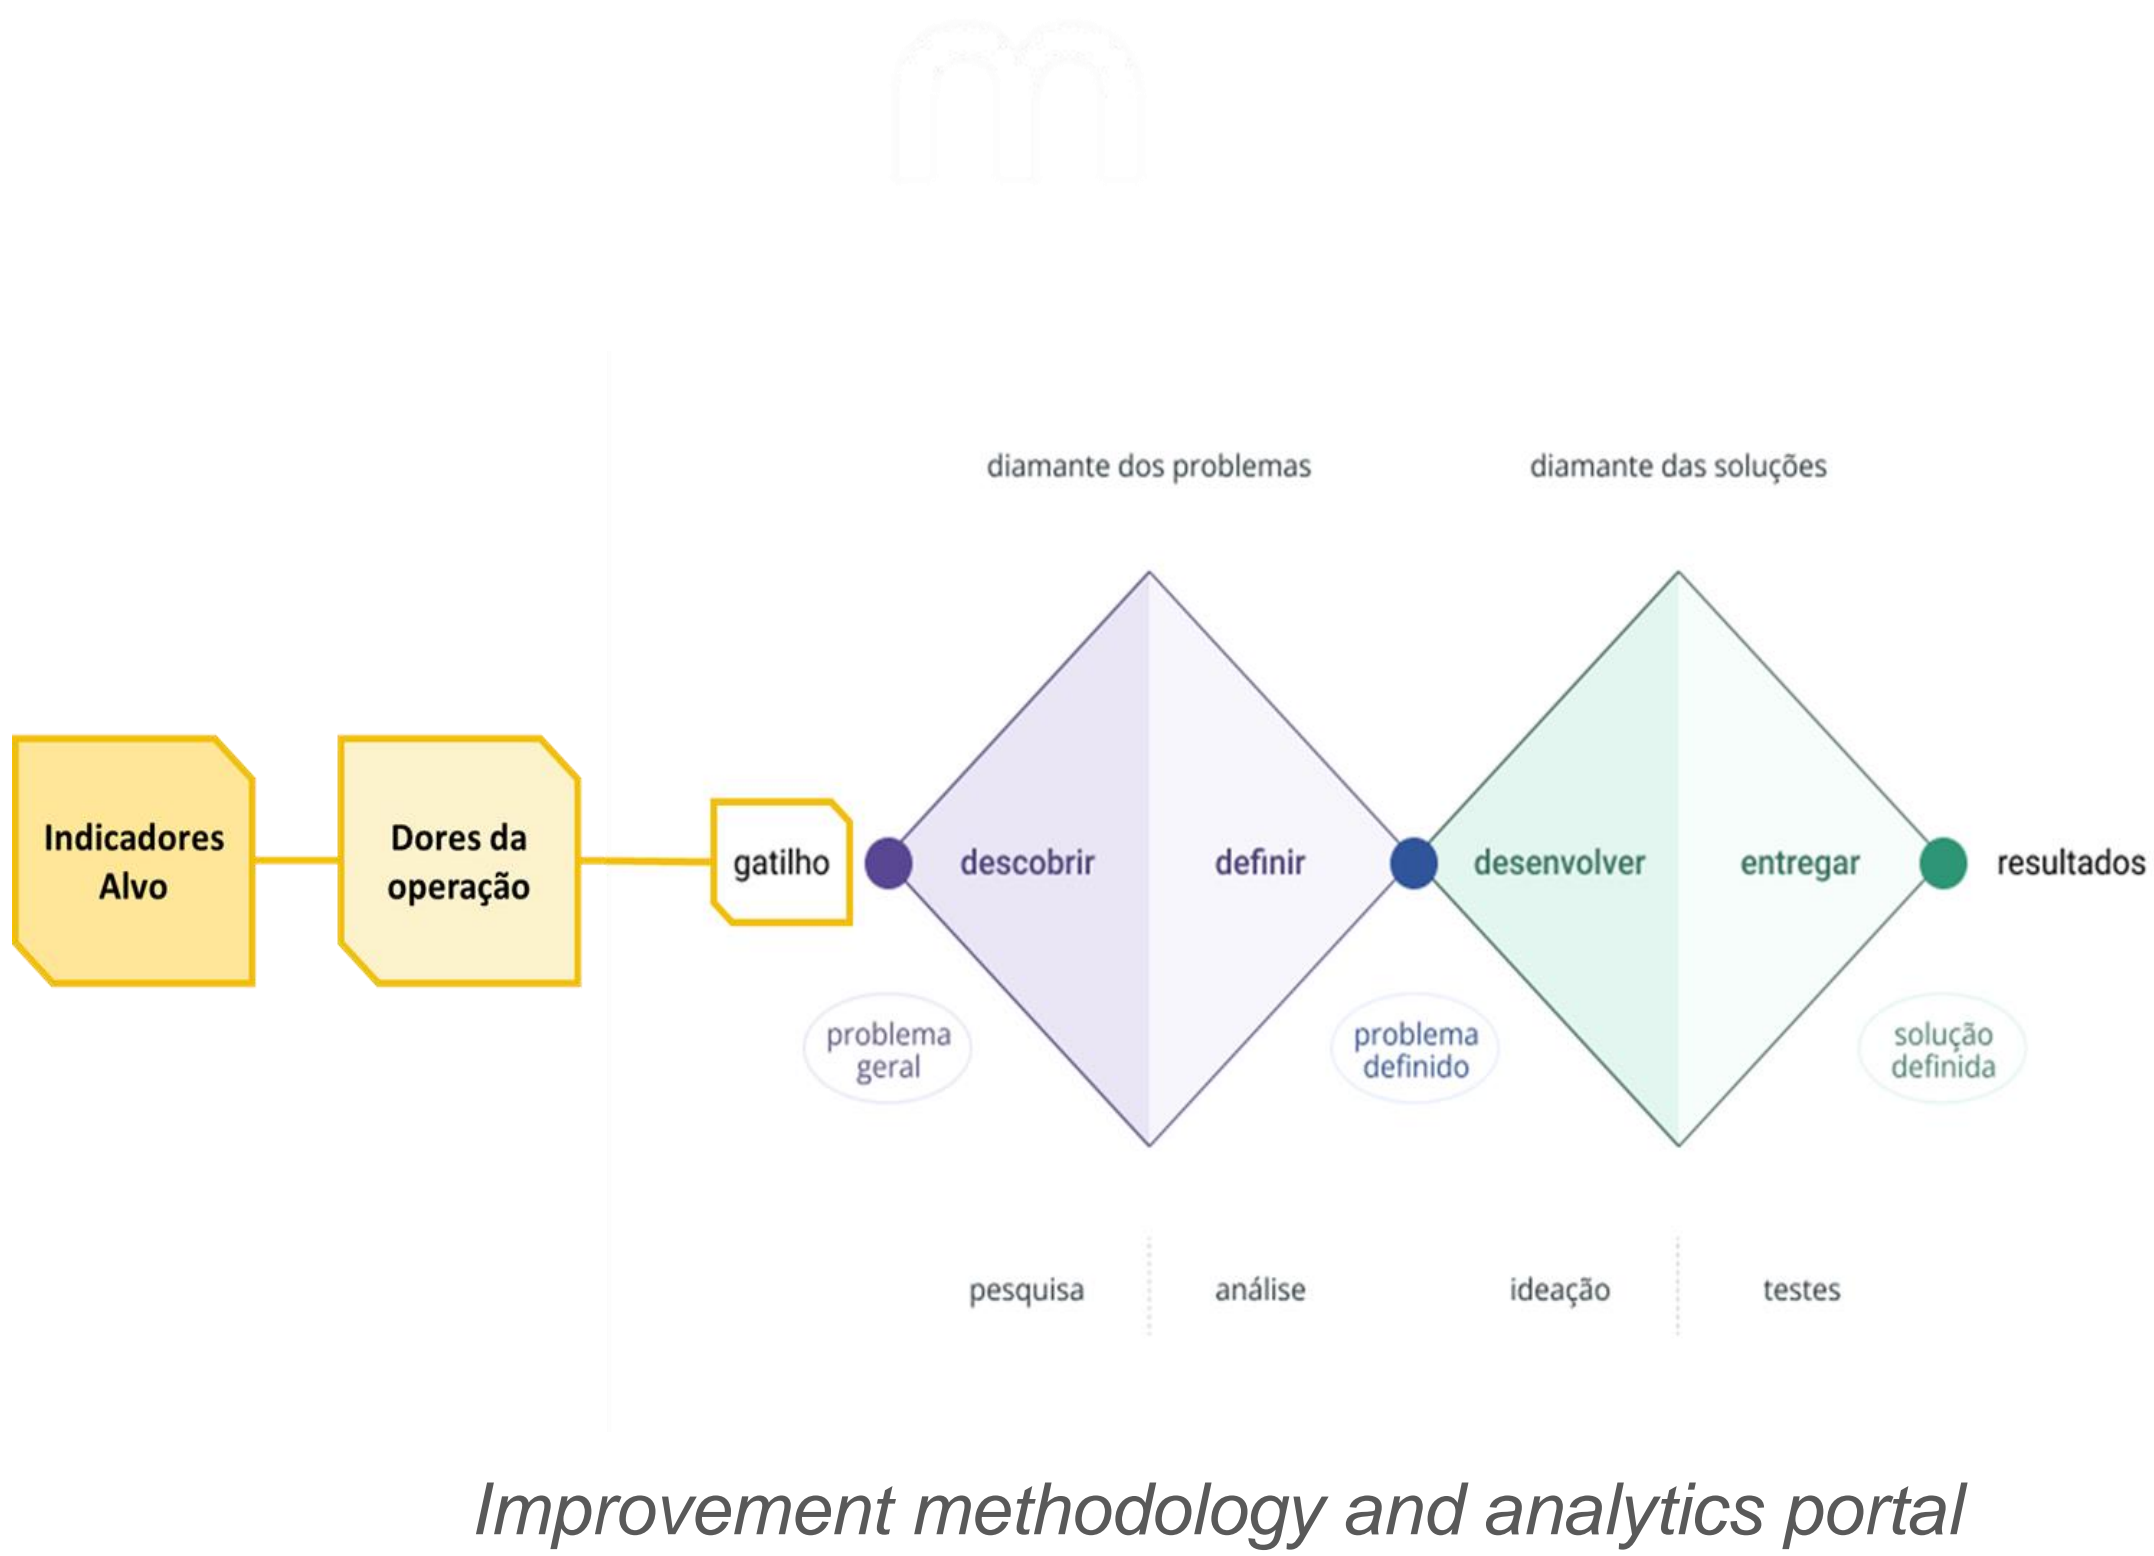 m
diamante dos problemas
diamante das soluções
Indicadores
Alvo
Dores da
operação
gatilho
descobrir
definir
desenvolver
entregar
resultados
problema
geral
problema
definido
solução
definida
pesquisa
análise
ideação
testes
Improvement methodology and analytics portal